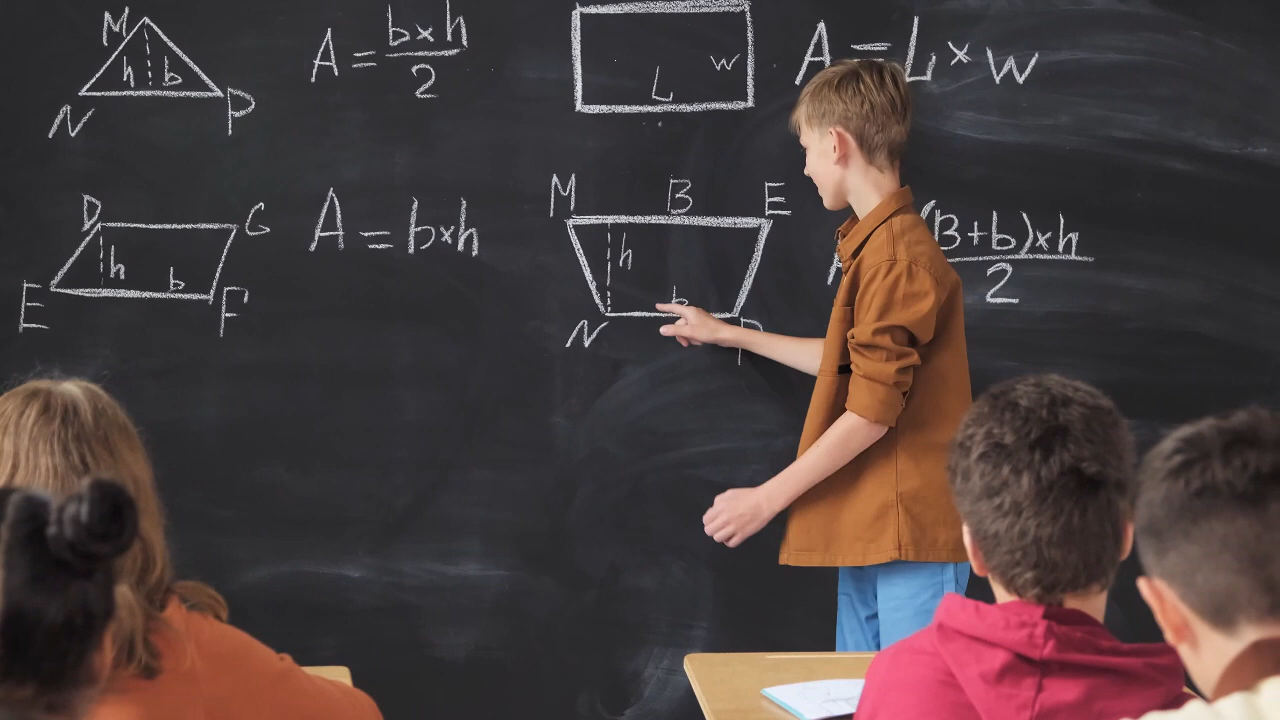 M
h b
N P
A = b×h/2
L w
A = L × w
D G
h b
E F
A = b×h
M B E
h b
N
(B+b)×h/2